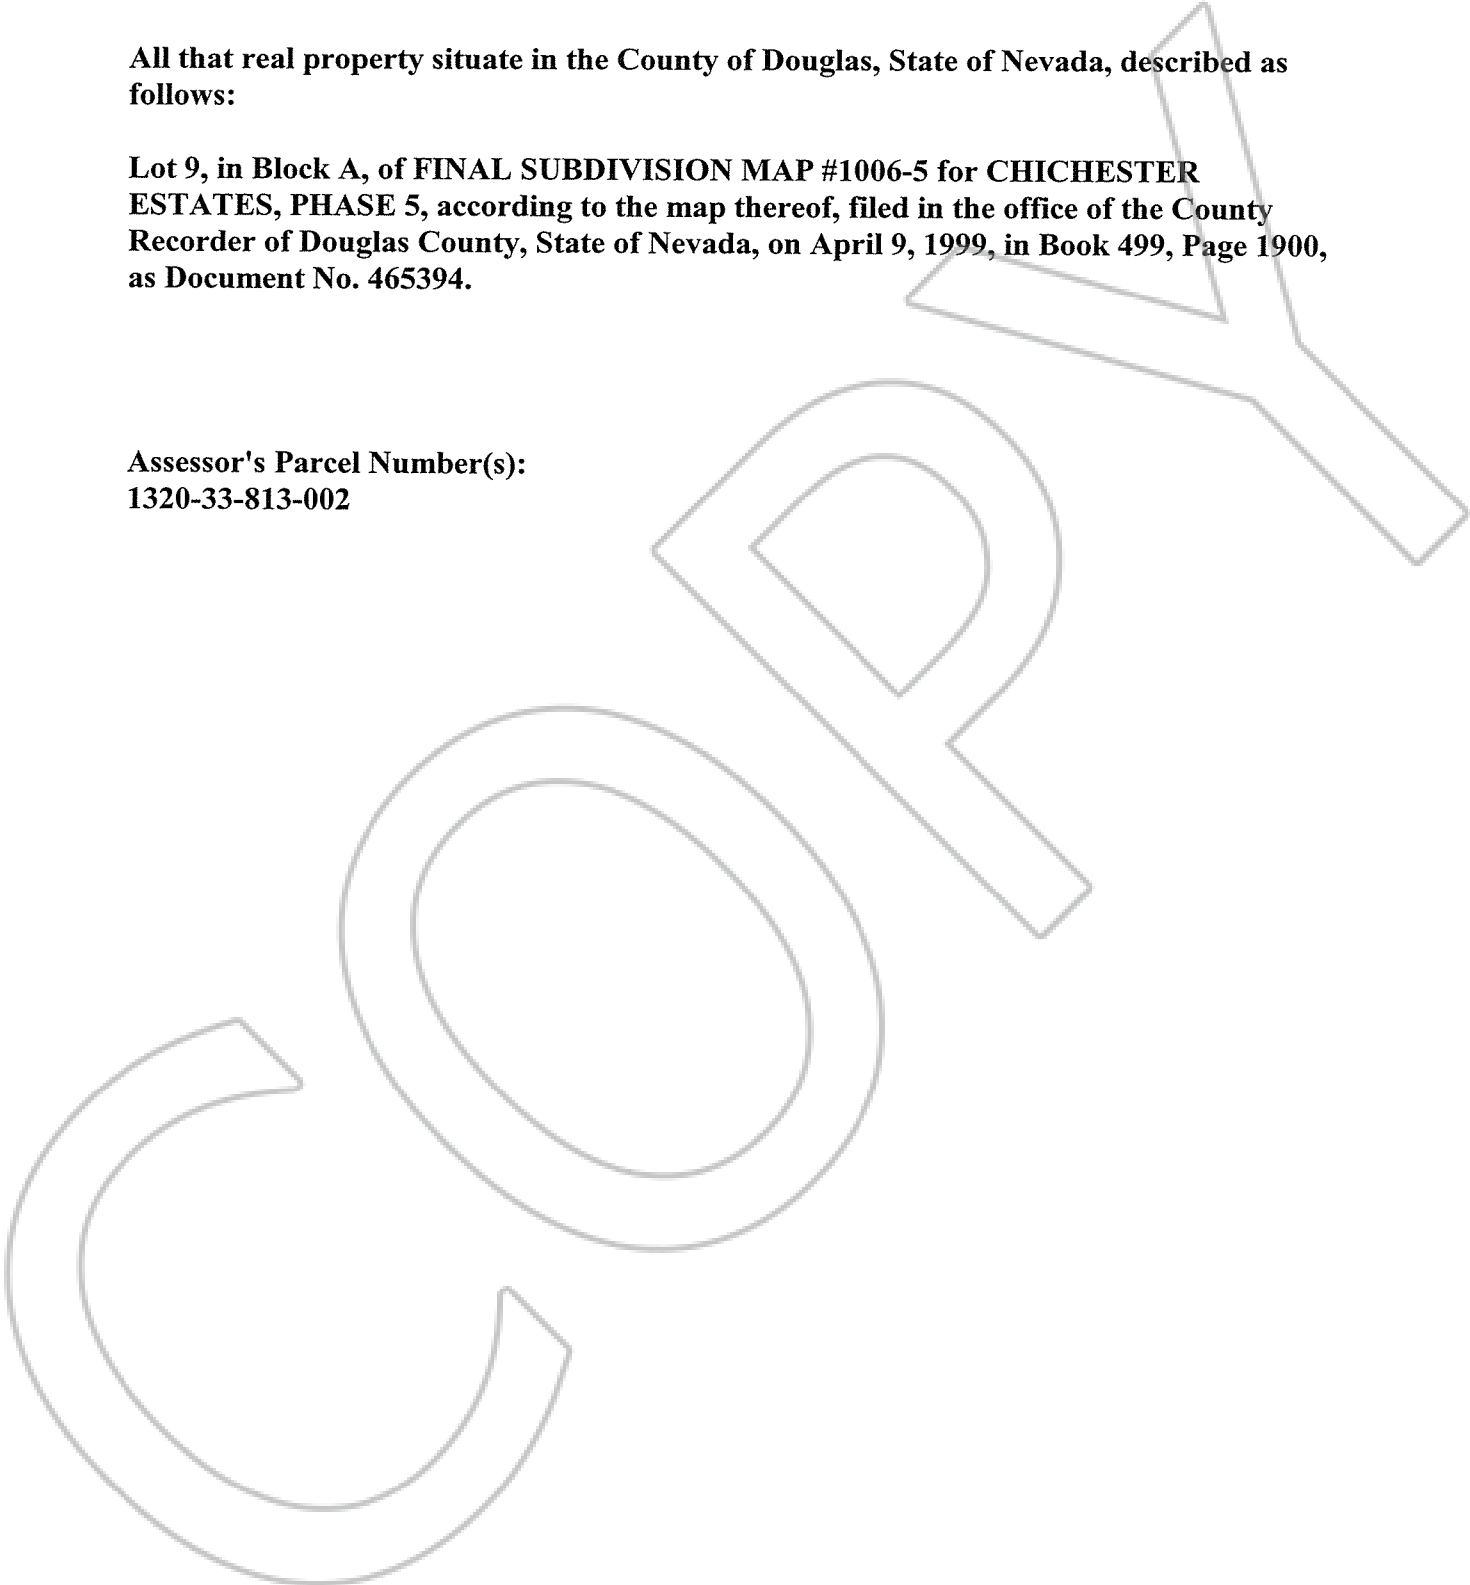 All that real property situate in the County of Douglas, State of Nevada, described as
follows:
Lot 9, in Block A, of FINAL SUBDIVISION MAP #1006-5 for CHICHESTER
ESTATES, PHASE 5, according to the map thereof, filed in the office of the County
Recorder of Douglas County, State of Nevada, on April 9, 1999, in Book 499, Page 1900,
as Document No. 465394.
Assessor's Parcel Number(s):
1320-33-813-002
COPY